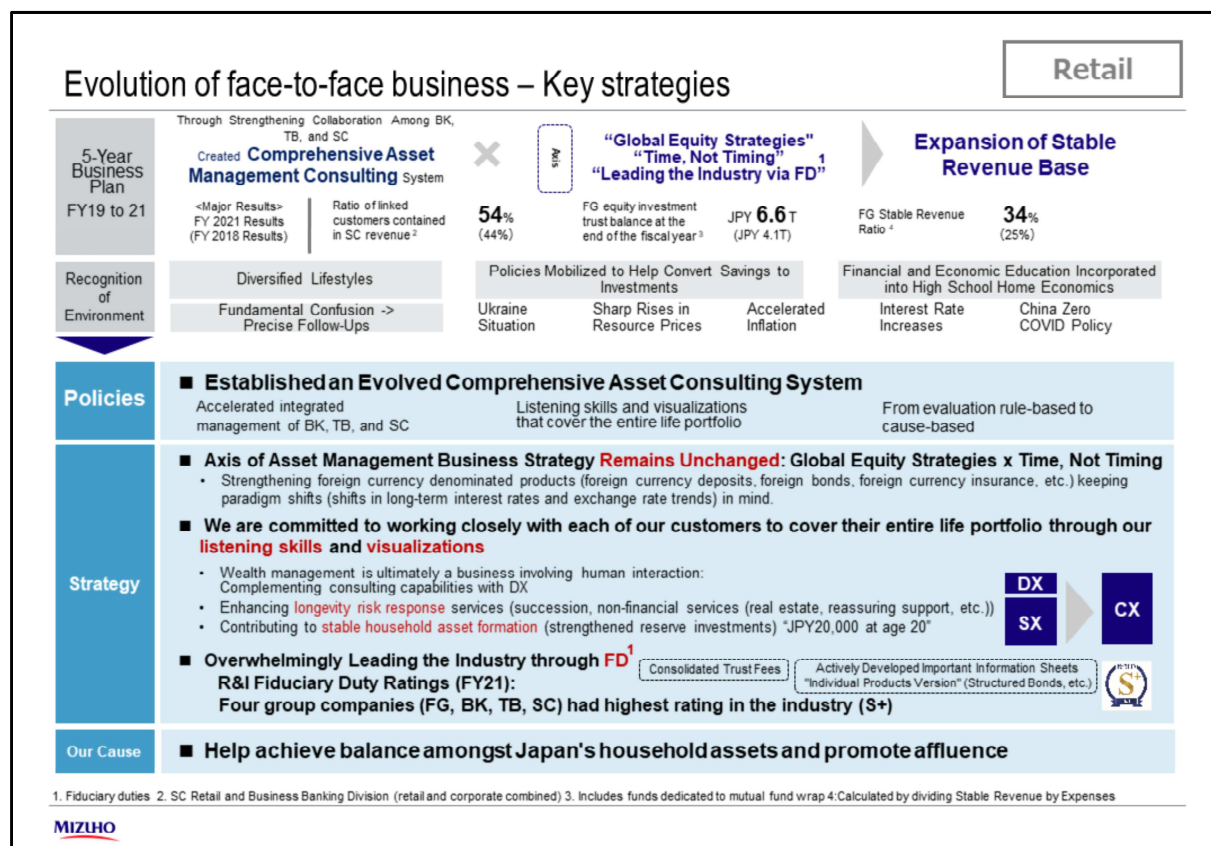 Retail
Evolution of face-to-face business – Key strategies
5-Year
Business
Plan
FY19 to 21
Through Strengthening Collaboration Among BK,
TB, and SC
Created Comprehensive Asset
Management Consulting System
Axis
“Global Equity Strategies"
“Time, Not Timing”
“Leading the Industry via FD” 1
Expansion of Stable
Revenue Base
<Major Results>
FY 2021 Results
(FY 2018 Results)
Ratio of linked
customers contained
in SC revenue 2
54%
(44%)
FG equity investment
trust balance at the
end of the fiscal year 3
JPY 6.6 T
(JPY 4.1T)
FG Stable Revenue
Ratio 4
34%
(25%)
Recognition
of
Environment
Diversified Lifestyles
Policies Mobilized to Help Convert Savings to
Investments
Financial and Economic Education Incorporated
into High School Home Economics
Fundamental Confusion ->
Precise Follow-Ups
Ukraine
Situation
Sharp Rises in
Resource Prices
Accelerated
Inflation
Interest Rate
Increases
China Zero
COVID Policy
Policies
■ Established an Evolved Comprehensive Asset Consulting System
Accelerated integrated
management of BK, TB, and SC
Listening skills and visualizations
that cover the entire life portfolio
From evaluation rule-based to
cause-based
Strategy
■ Axis of Asset Management Business Strategy Remains Unchanged: Global Equity Strategies x Time, Not Timing
• Strengthening foreign currency denominated products (foreign currency deposits, foreign bonds, foreign currency insurance, etc.) keeping
paradigm shifts (shifts in long-term interest rates and exchange rate trends) in mind.
■ We are committed to working closely with each of our customers to cover their entire life portfolio through our
listening skills and visualizations
• Wealth management is ultimately a business involving human interaction:
Complementing consulting capabilities with DX
• Enhancing longevity risk response services (succession, non-financial services (real estate, reassuring support, etc.))
• Contributing to stable household asset formation (strengthened reserve investments) “JPY20,000 at age 20”
DX
SX
CX
■ Overwhelmingly Leading the Industry through FD 1
R&I Fiduciary Duty Ratings (FY21):
Four group companies (FG, BK, TB, SC) had highest rating in the industry (S+)
Consolidated Trust Fees
Actively Developed Important Information Sheets
"Individual Products Version" (Structured Bonds, etc.)
S+
Our Cause
■ Help achieve balance amongst Japan's household assets and promote affluence
1. Fiduciary duties 2. SC Retail and Business Banking Division (retail and corporate combined) 3. Includes funds dedicated to mutual fund wrap 4:Calculated by dividing Stable Revenue by Expenses
MIZUHO